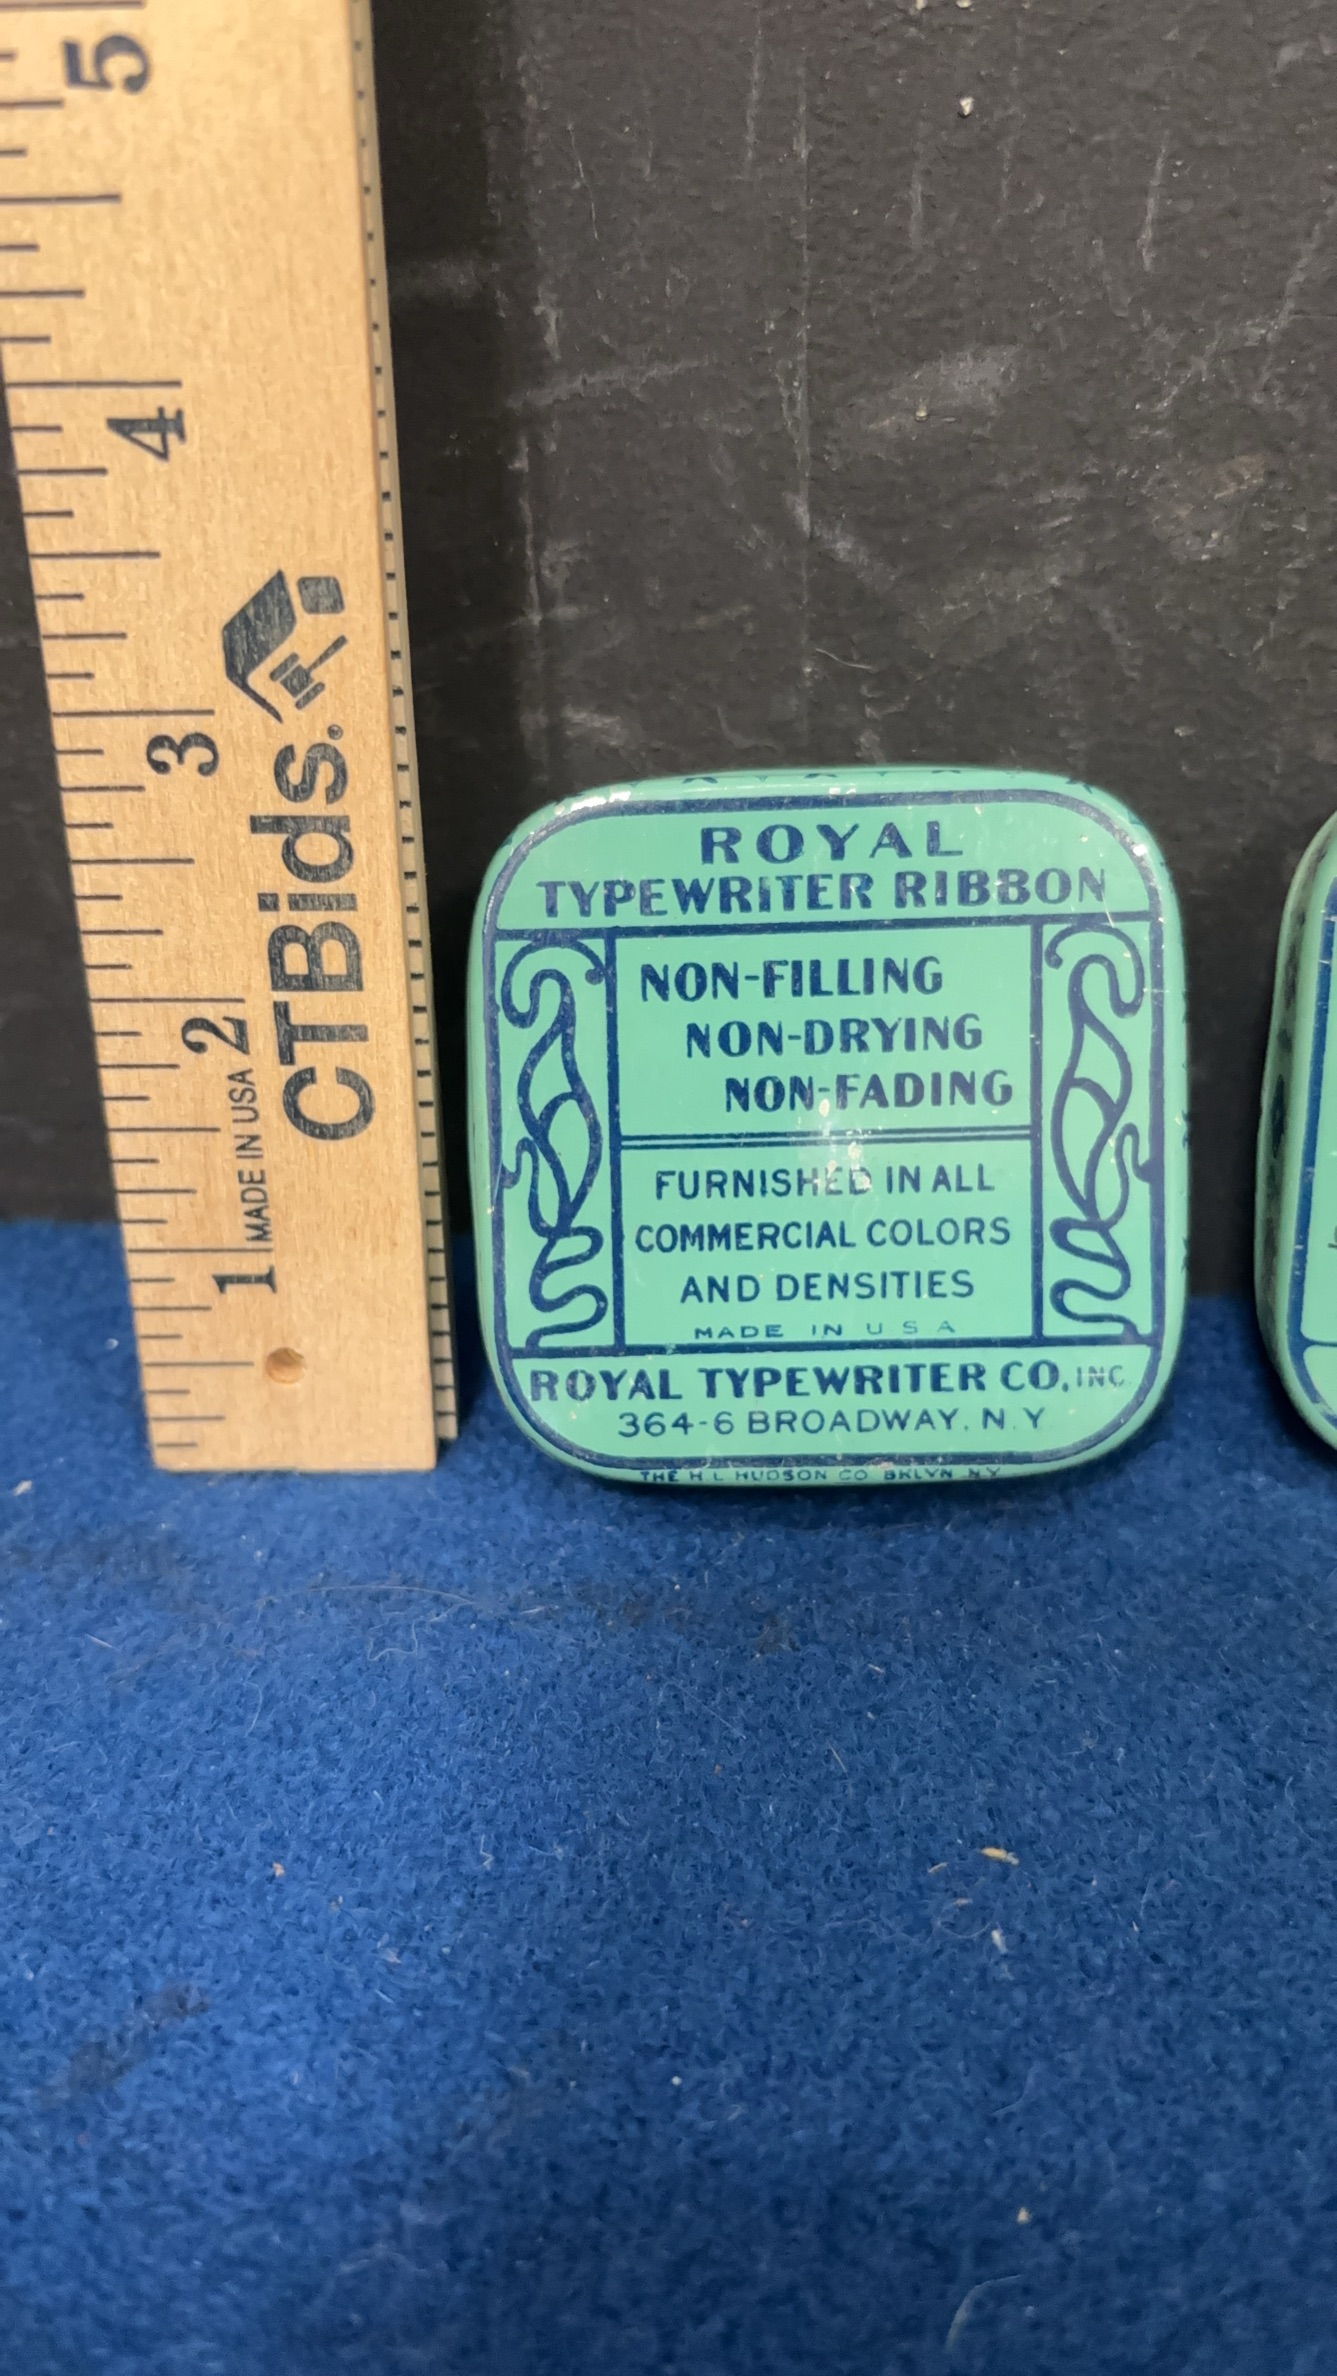 5
4
3
2
1
MADE IN USA
CTBids.
ROYAL
TYPEWRITER RIBBON
NON-FILLING
NON-DRYING
NON-FADING
FURNISHED IN ALL
COMMERCIAL COLORS
AND DENSITIES
MADE IN U S A
ROYAL TYPEWRITER CO, INC.
364-6 BROADWAY, N.Y
THE H L HUDSON CO BKLYN NY